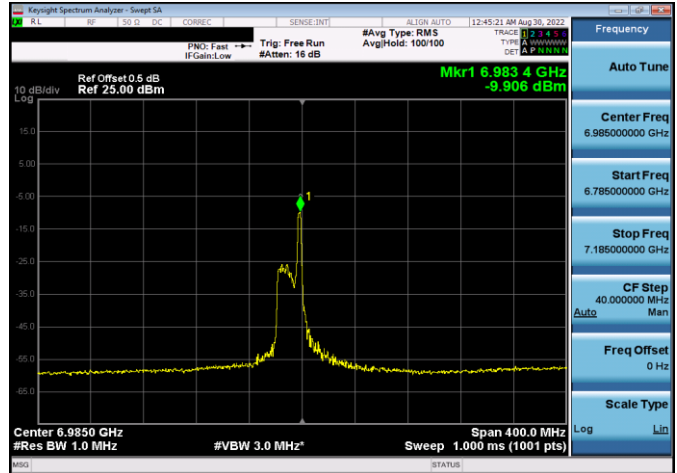 Keysight Spectrum Analyzer - Swept SA
RL RF 50 Ω DC CORREC SENSE:INT ALIGN AUTO 12:45:21 AM Aug 30, 2022
Frequency
PNO: Fast
IFGain:Low
Trig: Free Run
#Atten: 16 dB
#Avg Type: RMS
Avg|Hold: 100/100
TRACE 1 2 3 4 5 6
TYPE A WWWWW
DET A P N N N N
Auto Tune
Mkr1 6.983 4 GHz
-9.906 dBm
Ref Offset 0.5 dB
10 dB/div Ref 25.00 dBm
Log
15.0
5.00
-5.00
-15.0
-25.0
-35.0
-45.0
-55.0
-65.0
1
Center Freq
6.985000000 GHz
Start Freq
6.785000000 GHz
Stop Freq
7.185000000 GHz
CF Step
40.000000 MHz
Auto Man
Freq Offset
0 Hz
Scale Type
Log Lin
Center 6.9850 GHz Span 400.0 MHz
#Res BW 1.0 MHz #VBW 3.0 MHz* Sweep 1.000 ms (1001 pts)
MSG STATUS